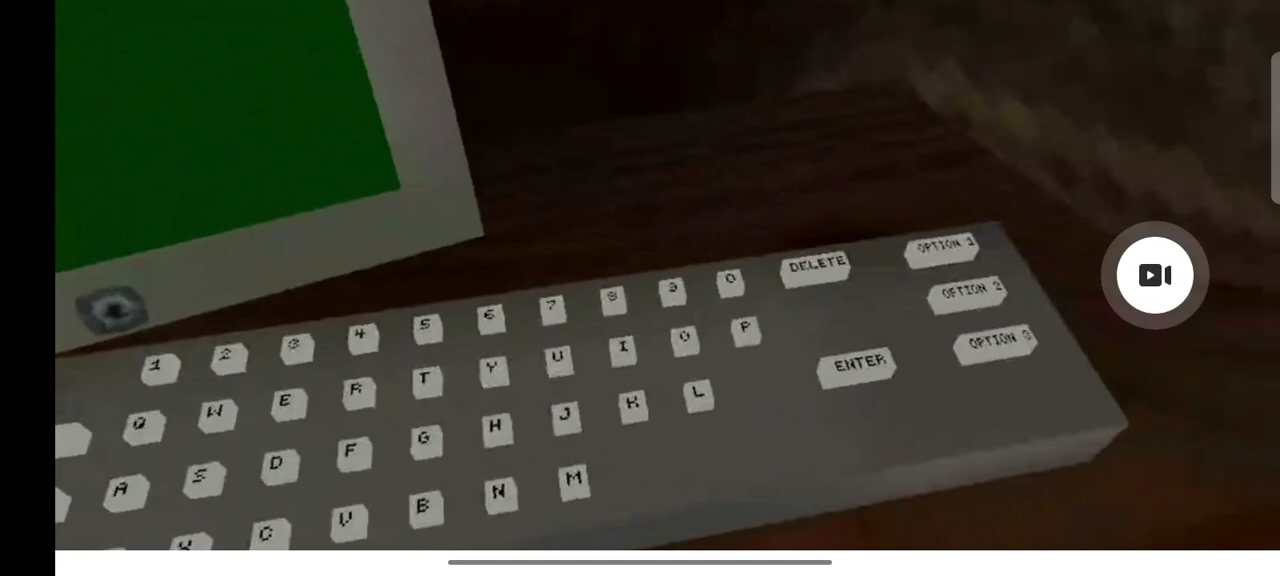 1 2 3 4 5 6 7 8 9 0 DELETE OPTION 1
OPTION 2
Q W E R T Y U I O P
ENTER OPTION 3
A S D F G H J K L
X C V B N M